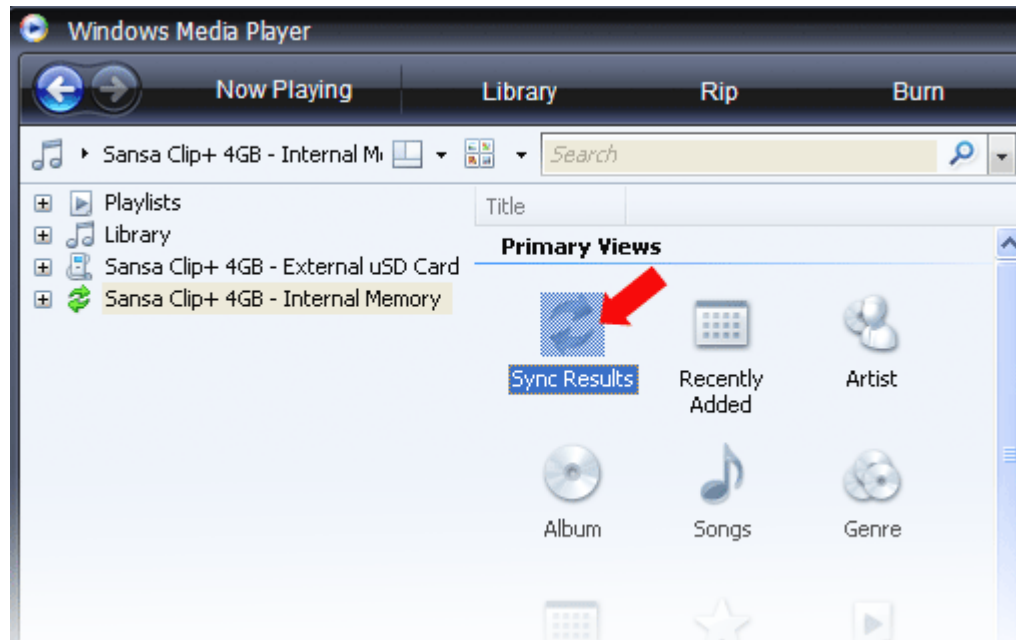 Windows Media Player
Now Playing Library Rip Burn
Sansa Clip+ 4GB - Internal M
Search
Playlists
Library
Sansa Clip+ 4GB - External uSD Card
Sansa Clip+ 4GB - Internal Memory
Title
Primary Views
Sync Results
Recently
Added
Artist
Album
Songs
Genre